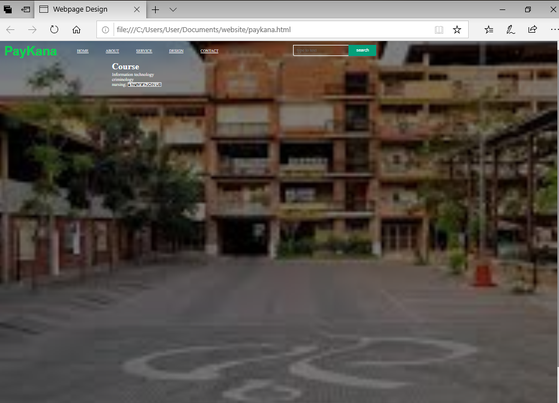 Webpage Design
file:///C:/Users/User/Documents/website/paykana.html
PayKana
HOME ABOUT SERVICE DESIGN CONTACT
search
Course
information technology
criminology
nursing